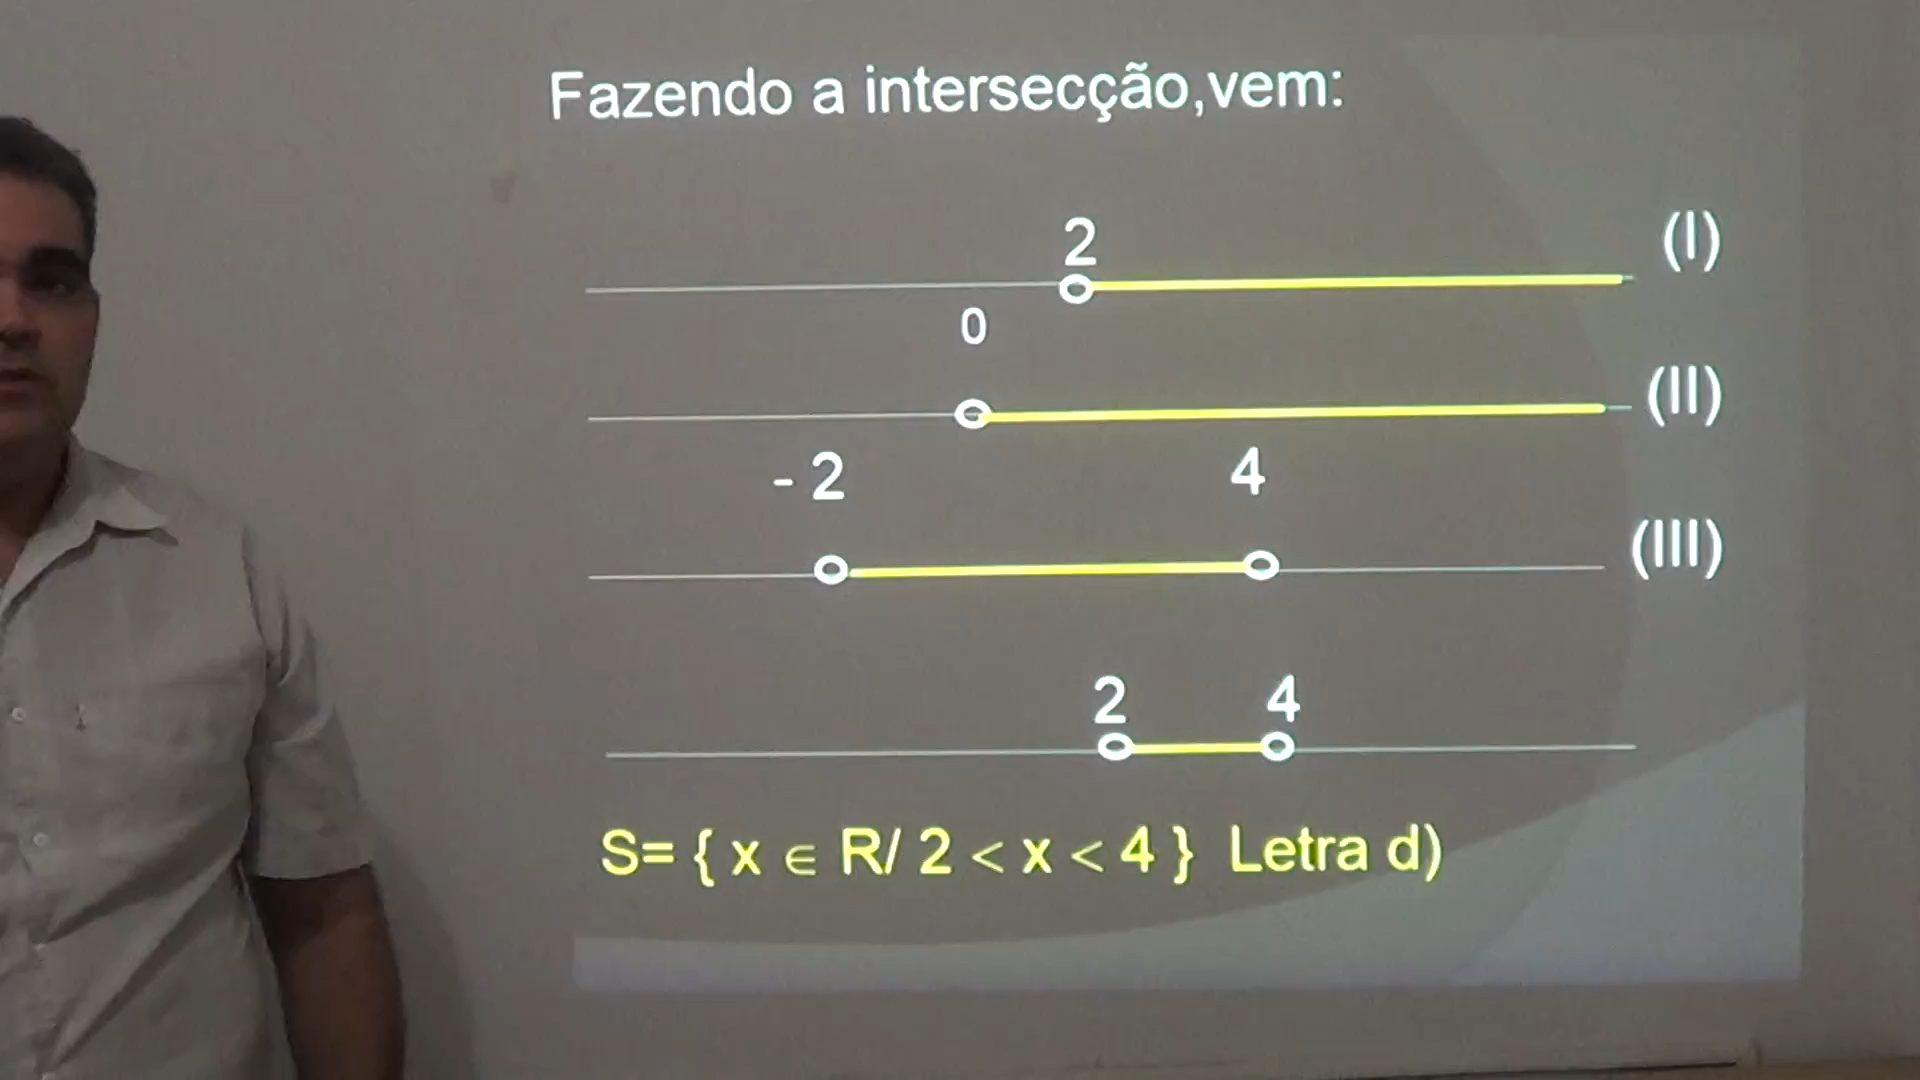 Fazendo a intersecção,vem:
2
(I)
0
(II)
- 2
4
(III)
2 4
S= { x ∈ R/ 2 < x < 4 } Letra d)